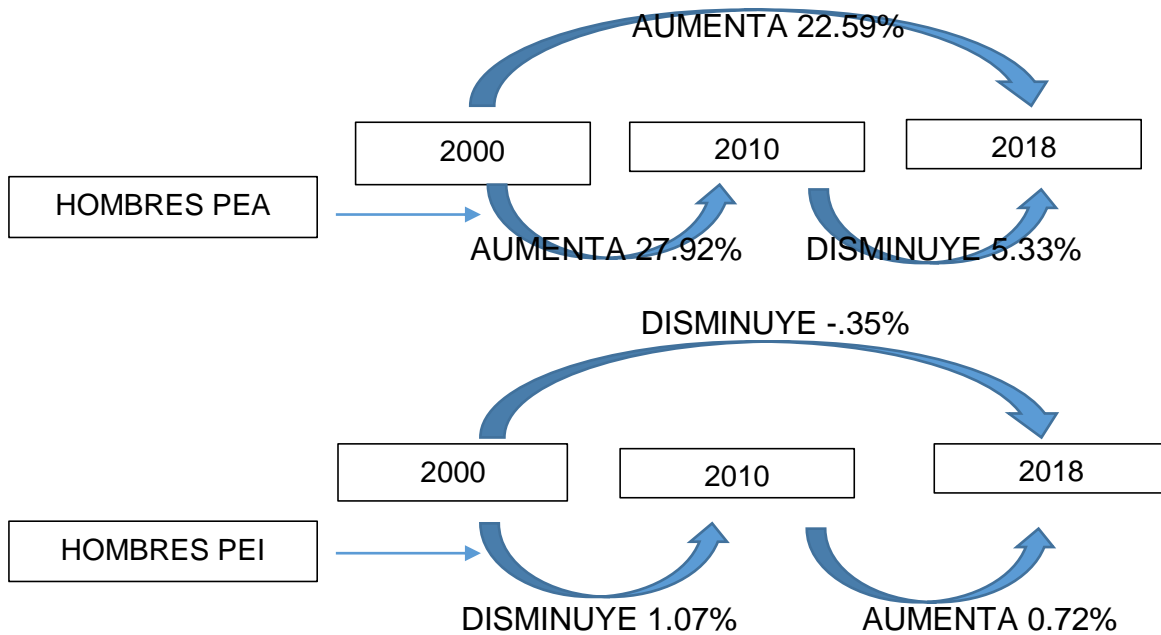 AUMENTA 22.59%
2000
2010
2018
HOMBRES PEA
AUMENTA 27.92%
DISMINUYE 5.33%
DISMINUYE -.35%
2000
2010
2018
HOMBRES PEI
DISMINUYE 1.07%
AUMENTA 0.72%